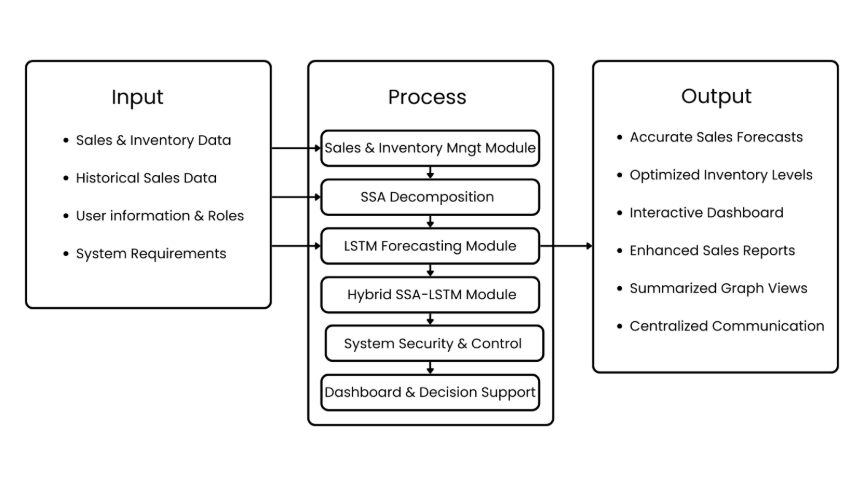 Input
• Sales & Inventory Data
• Historical Sales Data
• User information & Roles
• System Requirements
Process
Sales & Inventory Mngt Module
SSA Decomposition
LSTM Forecasting Module
Hybrid SSA-LSTM Module
System Security & Control
Dashboard & Decision Support
Output
• Accurate Sales Forecasts
• Optimized Inventory Levels
• Interactive Dashboard
• Enhanced Sales Reports
• Summarized Graph Views
• Centralized Communication